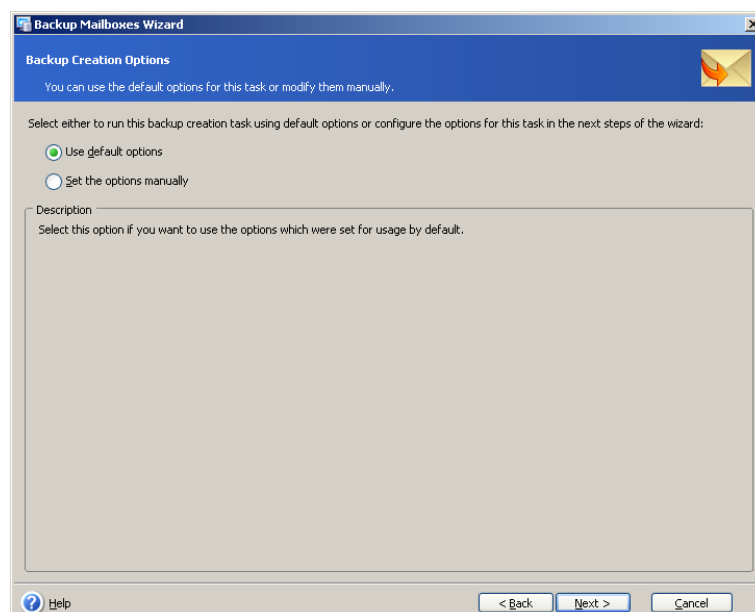 Backup Mailboxes Wizard
Backup Creation Options
You can use the default options for this task or modify them manually.
Select either to run this backup creation task using default options or configure the options for this task in the next steps of the wizard:
Use default options
Set the options manually
Description
Select this option if you want to use the options which were set for usage by default.
Help
< Back
Next >
Cancel